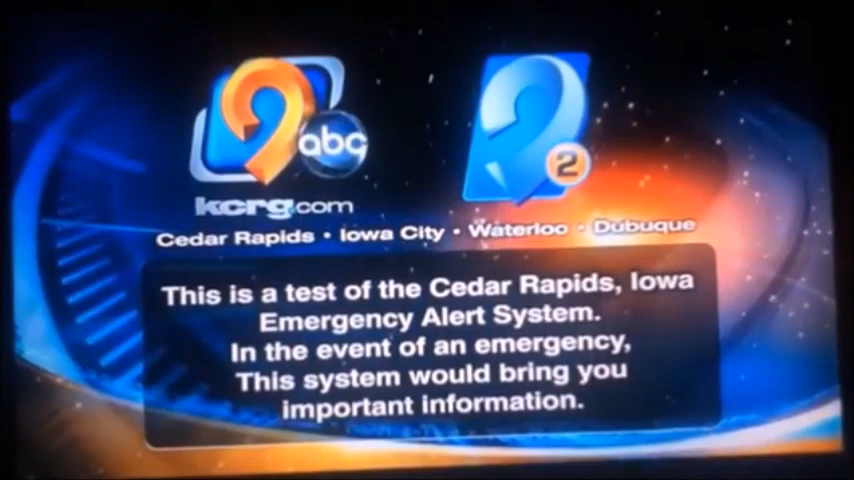 9
abc
9
2
kcrg.com
Cedar Rapids • Iowa City • Waterloo • Dubuque
This is a test of the Cedar Rapids, Iowa
Emergency Alert System.
In the event of an emergency,
This system would bring you
important information.